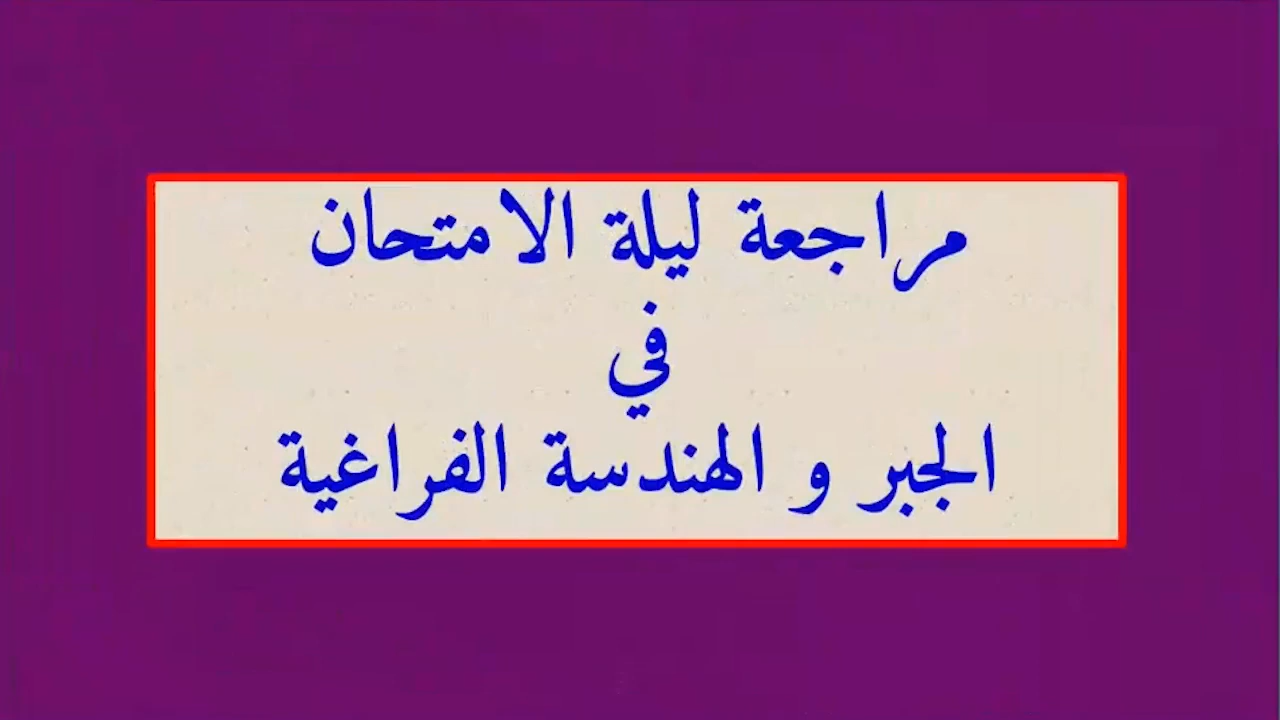 مراجعة ليلة الامتحان
في
الجبر و الهندسة الفراغية